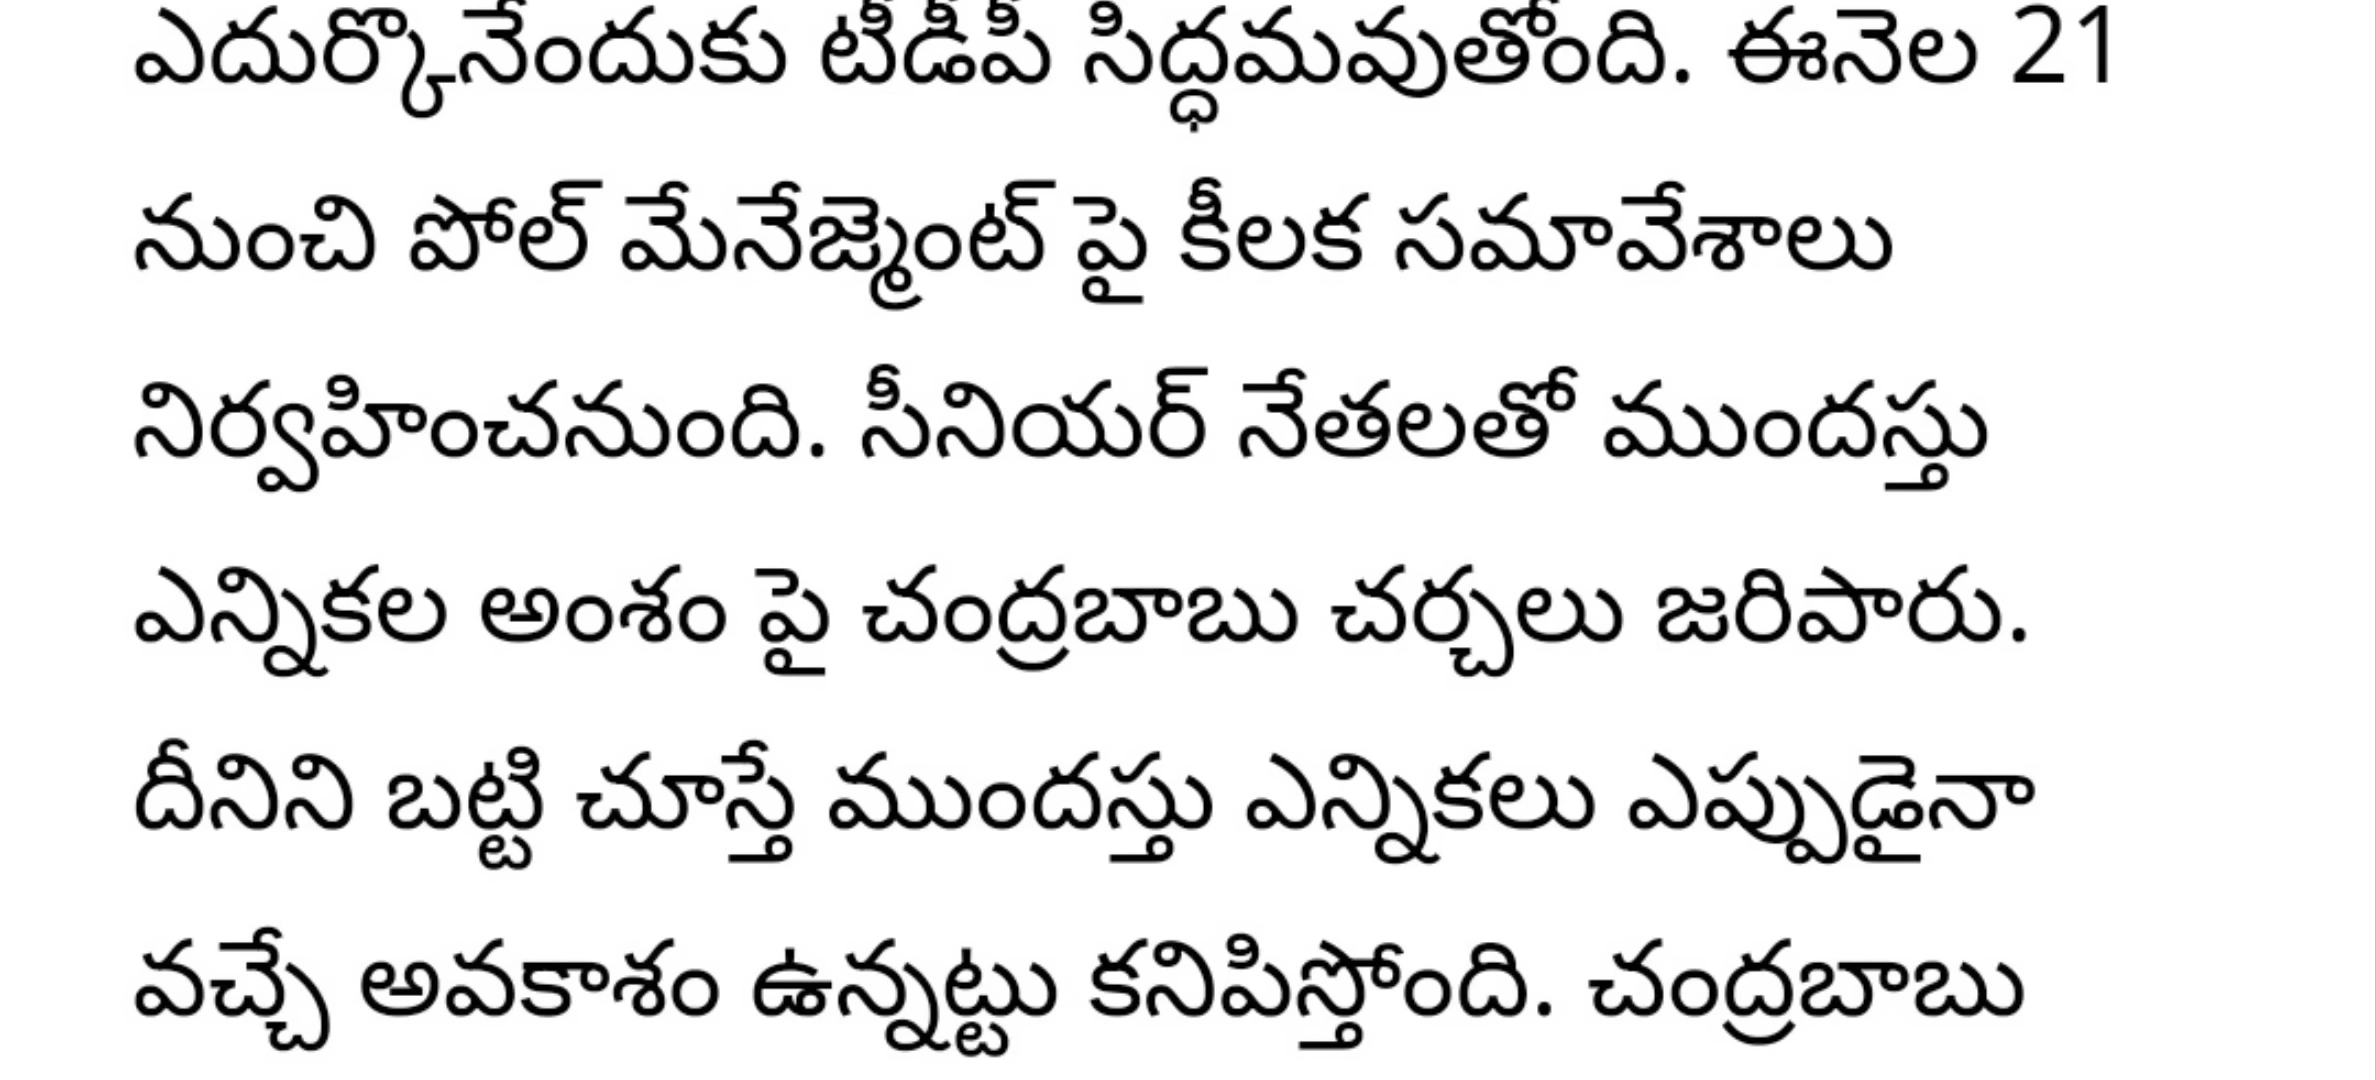 ఎదుర్కొనేందుకు టీడీపీ సిద్ధమవుతోంది. ఈనెల 21
నుంచి పోల్ మేనేజ్మెంట్ పై కీలక సమావేశాలు
నిర్వహించనుంది. సీనియర్ నేతలతో ముందస్తు
ఎన్నికల అంశం పై చంద్రబాబు చర్చలు జరిపారు.
దీనిని బట్టి చూస్తే ముందస్తు ఎన్నికలు ఎప్పుడైనా
వచ్చే అవకాశం ఉన్నట్టు కనిపిస్తోంది. చంద్రబాబు